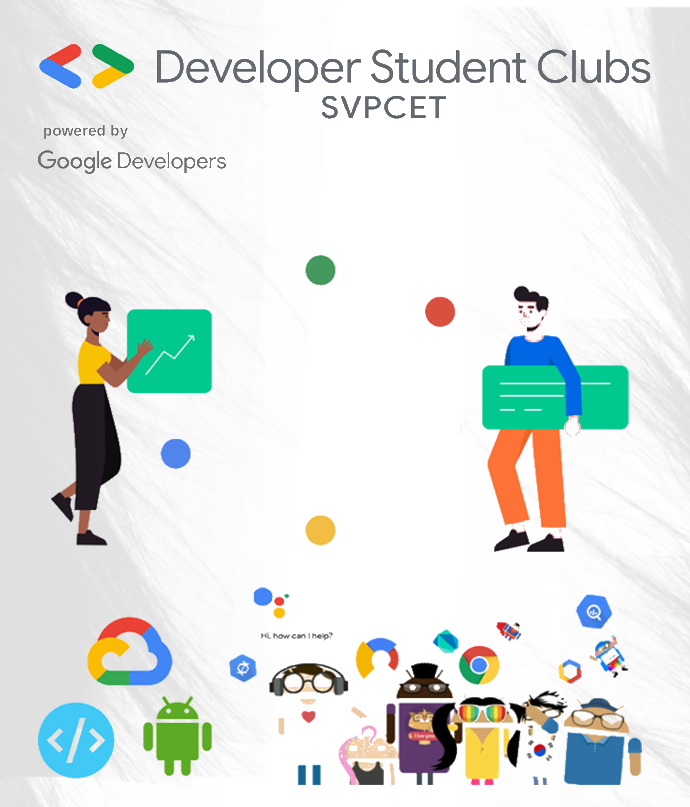 Developer Student Clubs
SVPCET
powered by
Google Developers
Hi, how can I help?